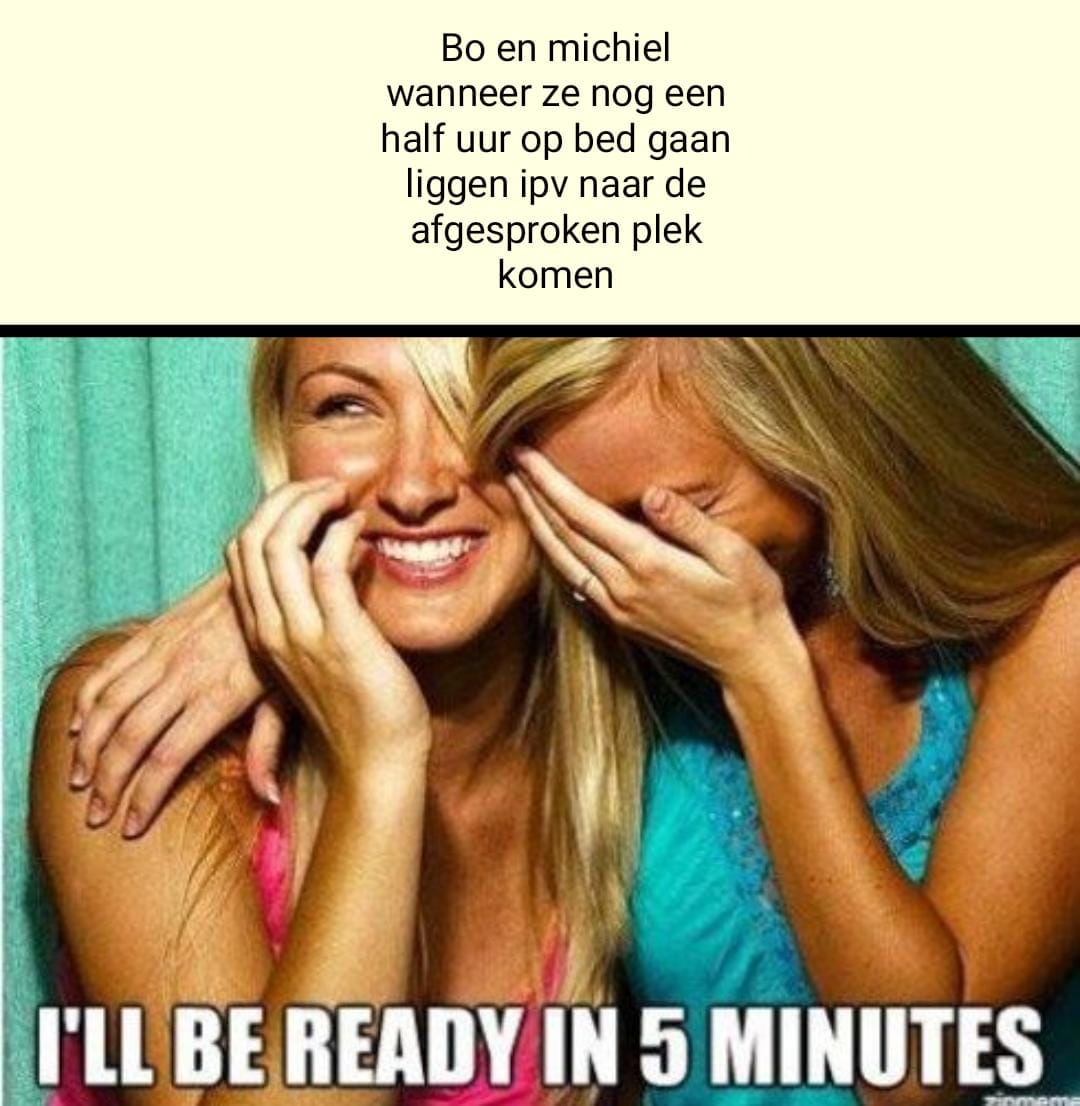 Bo en michiel
wanneer ze nog een
half uur op bed gaan
liggen ipv naar de
afgesproken plek
komen
I'LL BE READY IN 5 MINUTES
zipmeme